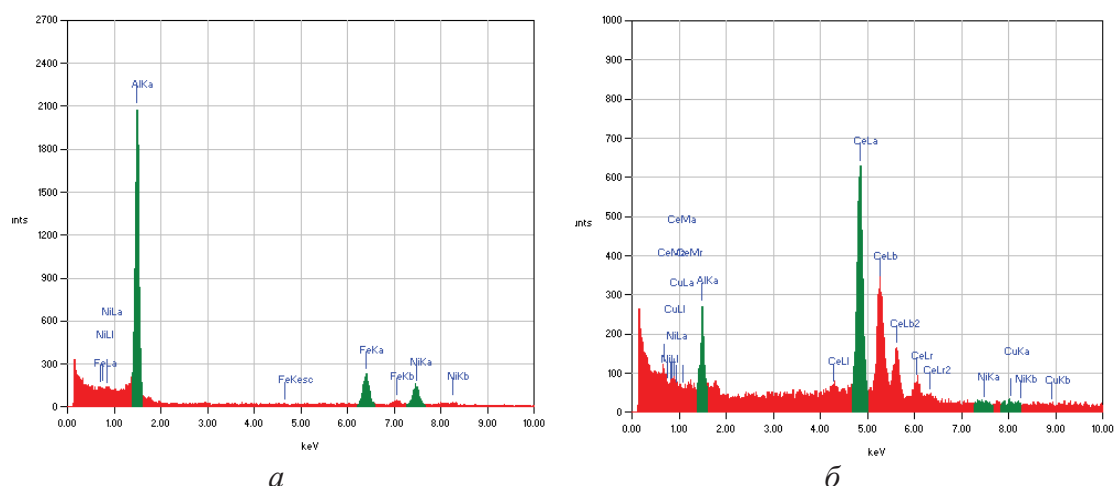 2700
2400
2100
1800
1500
1200
900
600
300
0
ınts
AlKa
NiLa
NiLl
FeLa
FeKesc
FeKa
FeKb
NiKa
NiKb
0.00 1.00 2.00 3.00 4.00 5.00 6.00 7.00 8.00 9.00 10.00
keV
а
1000
900
800
700
600
500
400
300
200
100
0
ınts
CeLa
CeMa
CeMr
CuLa
AlKa
CuLl
NiLa
NiLl
CeLl
CeLb
CeLb2
CeLr
CeLr2
NiKa
CuKa
NiKb
CuKb
0.00 1.00 2.00 3.00 4.00 5.00 6.00 7.00 8.00 9.00 10.00
keV
б